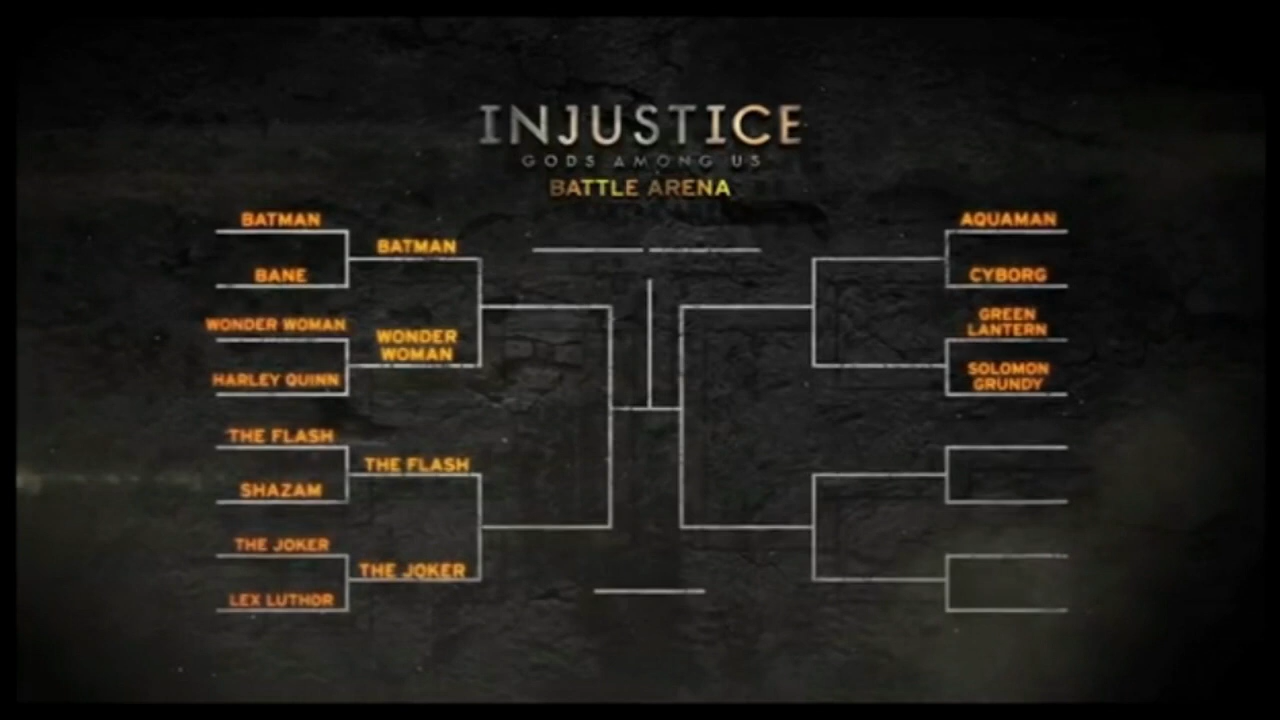 INJUSTICE
GODS AMONG US
BATTLE ARENA
BATMAN
BANE
WONDER WOMAN
HARLEY QUINN
THE FLASH
SHAZAM
THE JOKER
LEX LUTHOR
BATMAN
WONDER
WOMAN
THE FLASH
THE JOKER
AQUAMAN
CYBORG
GREEN
LANTERN
SOLOMON
GRUNDY